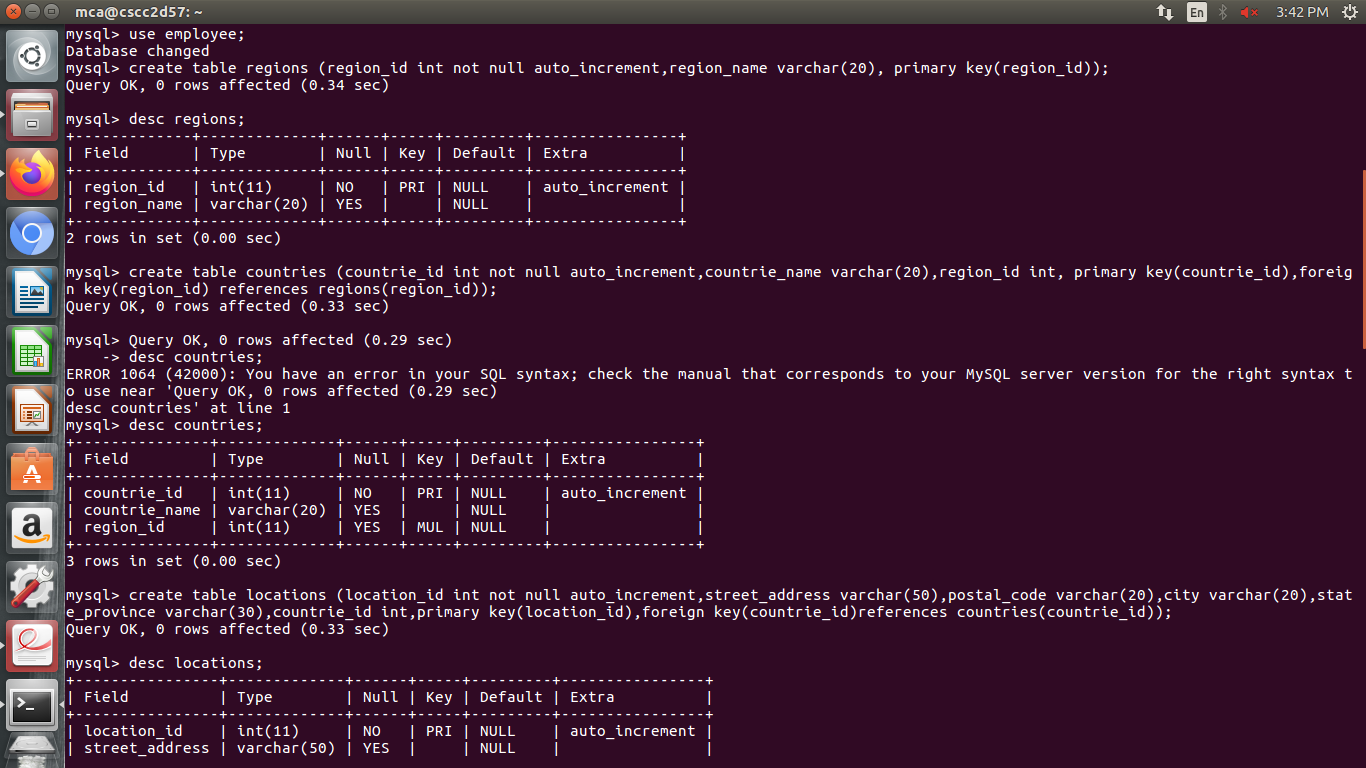 mca@cscc2d57: ~
En
3:42 PM
mysql> use employee;
Database changed
mysql> create table regions (region_id int not null auto_increment,region_name varchar(20), primary key(region_id));
Query OK, 0 rows affected (0.34 sec)
mysql> desc regions;
+-------------+-------------+------+-----+---------+----------------+
| Field       | Type        | Null | Key | Default | Extra          |
+-------------+-------------+------+-----+---------+----------------+
| region_id   | int(11)     | NO   | PRI | NULL    | auto_increment |
| region_name | varchar(20) | YES  |     | NULL    |                |
+-------------+-------------+------+-----+---------+----------------+
2 rows in set (0.00 sec)
mysql> create table countries (countrie_id int not null auto_increment,countrie_name varchar(20),region_id int, primary key(countrie_id),foreig
n key(region_id) references regions(region_id));
Query OK, 0 rows affected (0.33 sec)
mysql> Query OK, 0 rows affected (0.29 sec)
    -> desc countries;
ERROR 1064 (42000): You have an error in your SQL syntax; check the manual that corresponds to your MySQL server version for the right syntax t
o use near 'Query OK, 0 rows affected (0.29 sec)
desc countries' at line 1
mysql> desc countries;
+---------------+-------------+------+-----+---------+----------------+
| Field         | Type        | Null | Key | Default | Extra          |
+---------------+-------------+------+-----+---------+----------------+
| countrie_id   | int(11)     | NO   | PRI | NULL    | auto_increment |
| countrie_name | varchar(20) | YES  |     | NULL    |                |
| region_id     | int(11)     | YES  | MUL | NULL    |                |
+---------------+-------------+------+-----+---------+----------------+
3 rows in set (0.00 sec)
mysql> create table locations (location_id int not null auto_increment,street_address varchar(50),postal_code varchar(20),city varchar(20),stat
e_province varchar(30),countrie_id int,primary key(location_id),foreign key(countrie_id)references countries(countrie_id));
Query OK, 0 rows affected (0.33 sec)
mysql> desc locations;
+----------------+-------------+------+-----+---------+----------------+
| Field          | Type        | Null | Key | Default | Extra          |
+----------------+-------------+------+-----+---------+----------------+
| location_id    | int(11)     | NO   | PRI | NULL    | auto_increment |
| street_address | varchar(50) | YES  |     | NULL    |                |